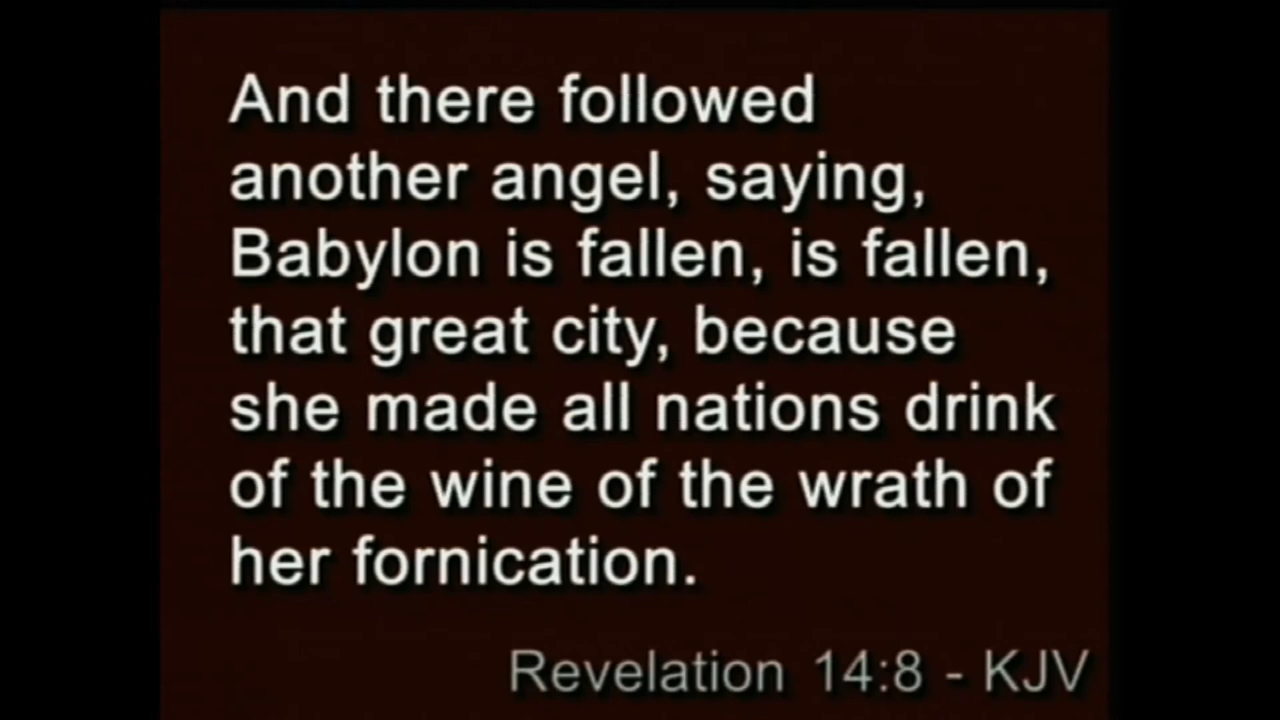 And there followed
another angel, saying,
Babylon is fallen, is fallen,
that great city, because
she made all nations drink
of the wine of the wrath of
her fornication.
Revelation 14:8 - KJV